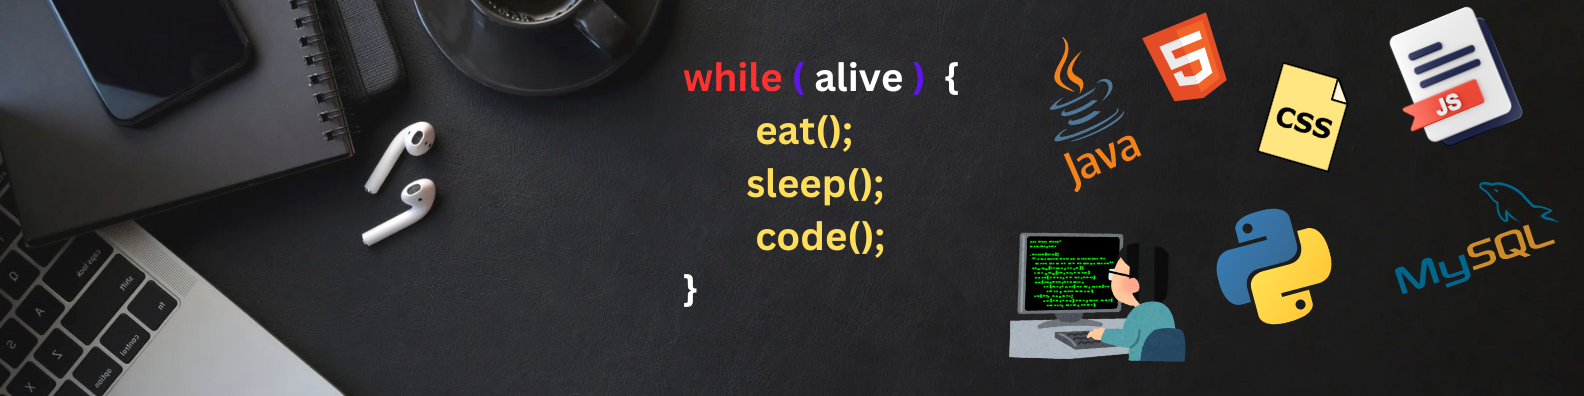 while ( alive ) {
eat();
sleep();
code();
}
Java
5
CSS
JS
MySQL
caps lock
shift
Q
A
Z
X
fn
control
option
S